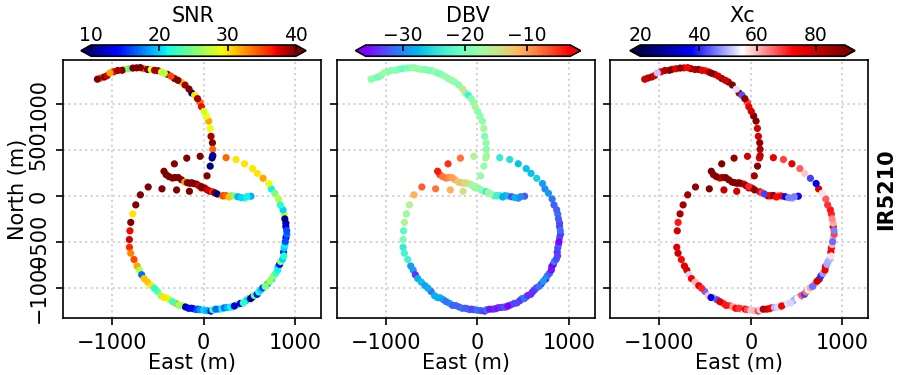 SNR DBV Xc
10 20 30 40 −30 −20 −10 20 40 60 80
North (m)
1000
500
0
−500
−1000
IR5210
−1000 0 1000 −1000 0 1000 −1000 0 1000
East (m) East (m) East (m)